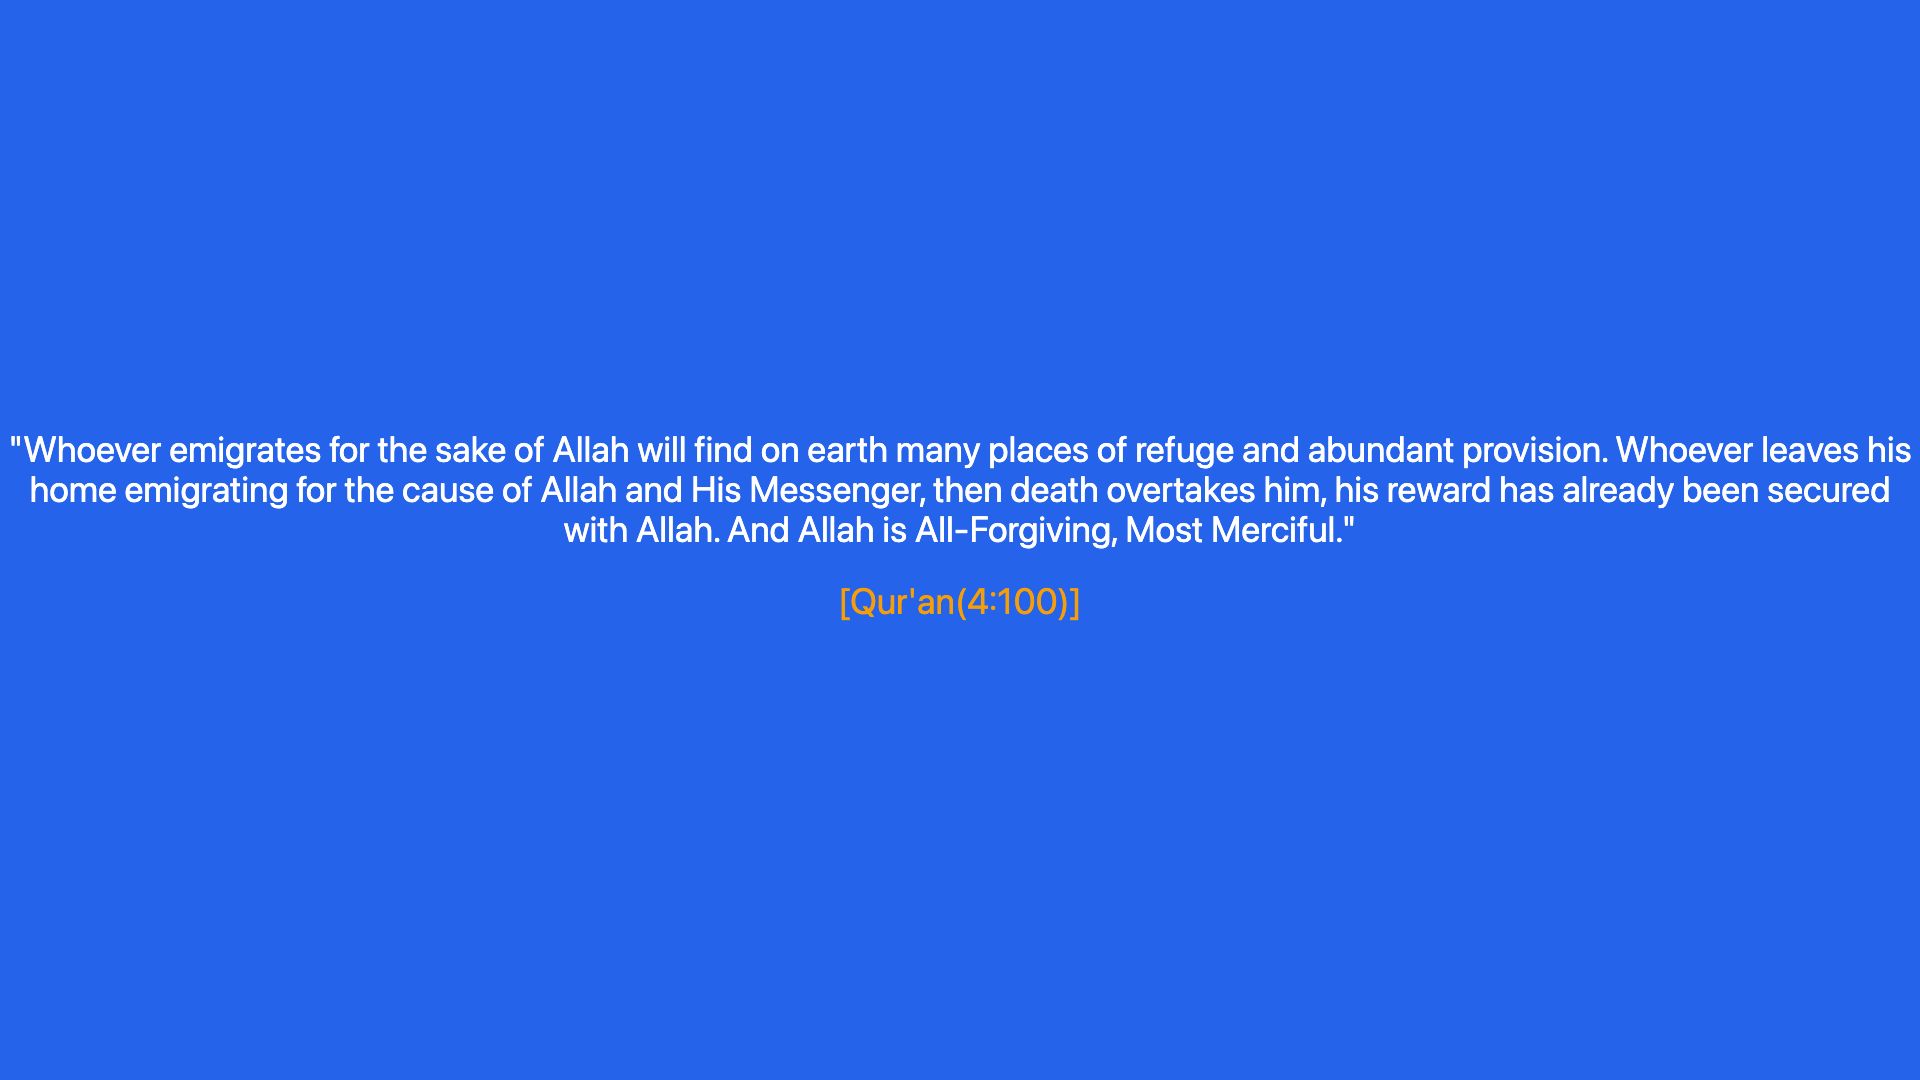 "Whoever emigrates for the sake of Allah will find on earth many places of refuge and abundant provision. Whoever leaves his
home emigrating for the cause of Allah and His Messenger, then death overtakes him, his reward has already been secured
with Allah. And Allah is All-Forgiving, Most Merciful."
[Qur'an(4:100)]